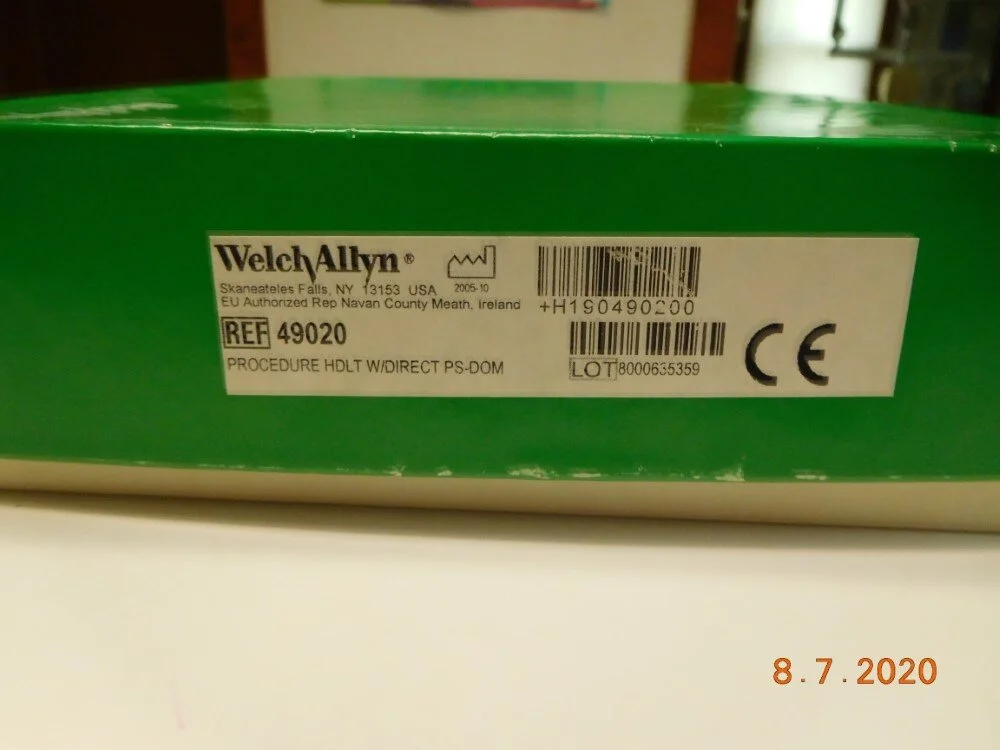 WelchAllyn®
2005-10
Skaneateles Falls, NY 13153 USA
EU Authorized Rep Navan County Meath, Ireland
REF 49020
PROCEDURE HDLT W/DIRECT PS-DOM
+H190490200
LOT 8000635359
CE
8.7.2020